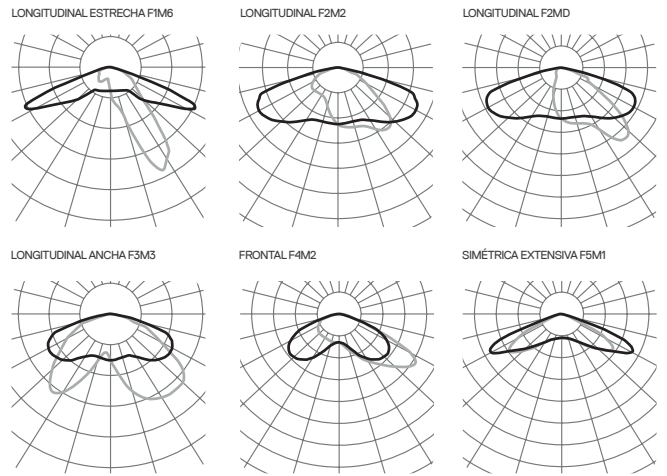 LONGITUDINAL ESTRECHA F1M6
LONGITUDINAL F2M2
LONGITUDINAL F2MD
LONGITUDINAL ANCHA F3M3
FRONTAL F4M2
SIMÉTRICA EXTENSIVA F5M1